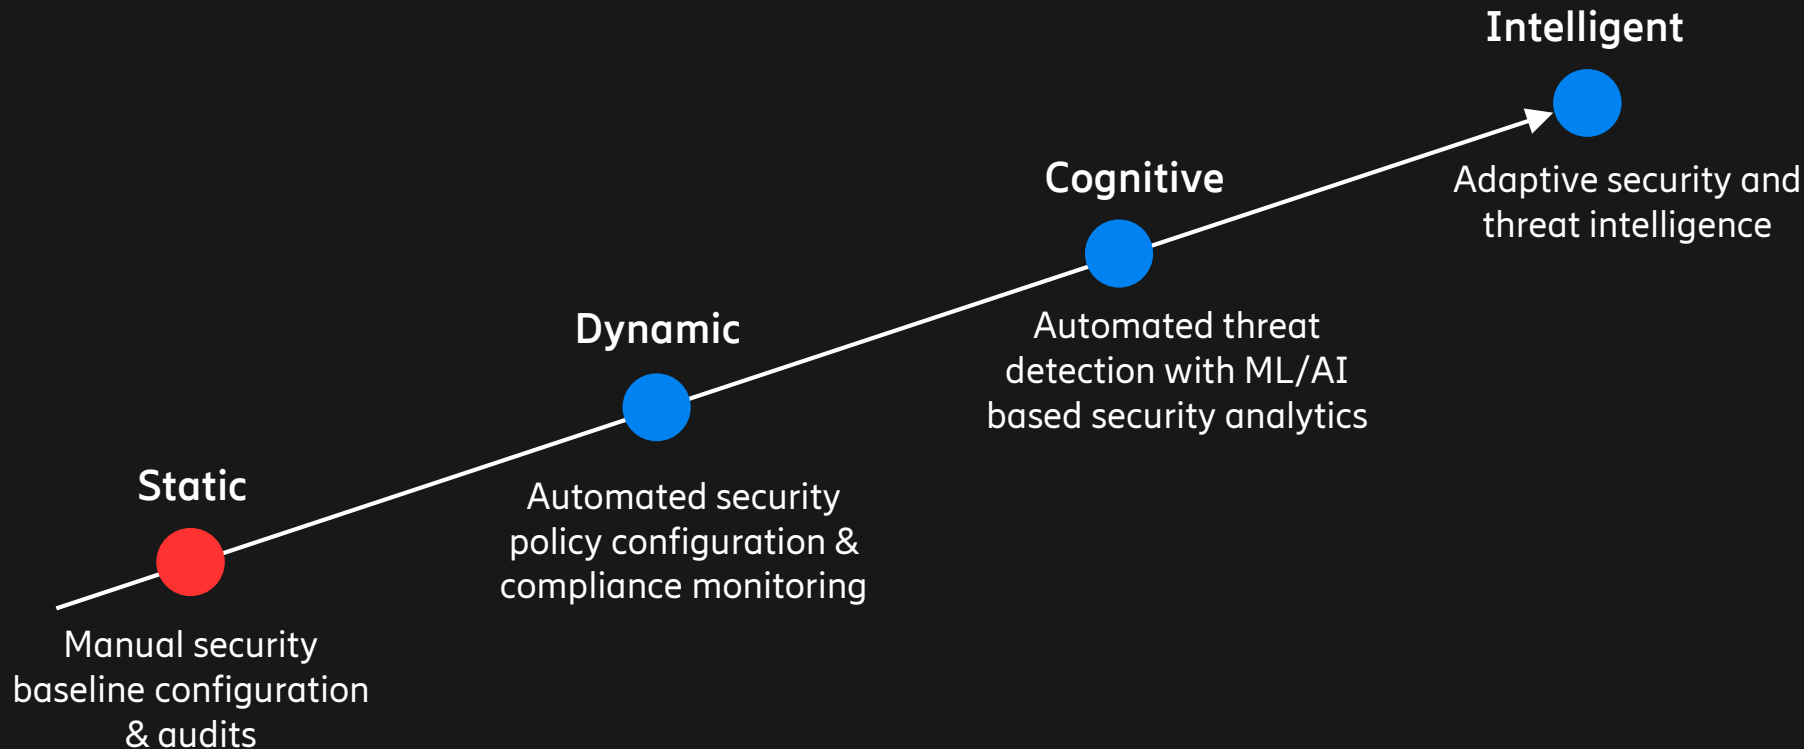 Intelligent
Adaptive security and
threat intelligence
Cognitive
Automated threat
detection with ML/AI
based security analytics
Dynamic
Automated security
policy configuration &
compliance monitoring
Static
Manual security
baseline configuration
& audits